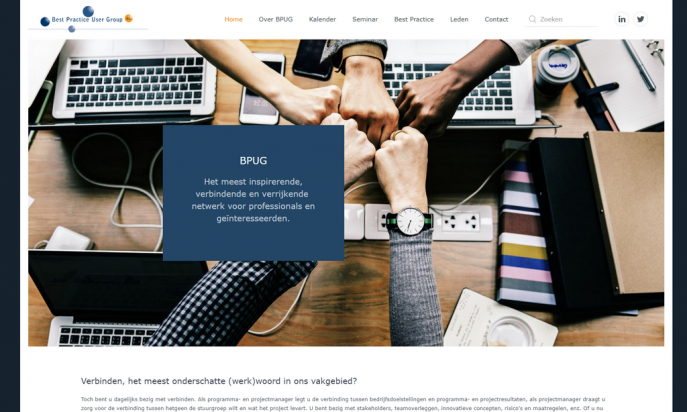 Best Practice User Group
Home Over BPUG Kalender Seminar Best Practice Leden Contact Zoeken
BPUG
Het meest inspirerende,
verbindende en verrijkende
netwerk voor professionals en
geïnteresseerden.
Verbinden, het meest onderschatte (werk)woord in ons vakgebied?
Toch bent u dagelijks bezig met verbinden. Als programma- en projectmanager legt u de verbinding tussen bedrijfsdoelstellingen en programma- en projectresultaten, als projectmanager draagt u
zorg voor de verbinding tussen hetgeen de stuurgroep wilt en wat het project levert. U bent bezig met stakeholders, teamoverleggen, innovatieve concepten, risico's en maatregelen, enz. Of u nu